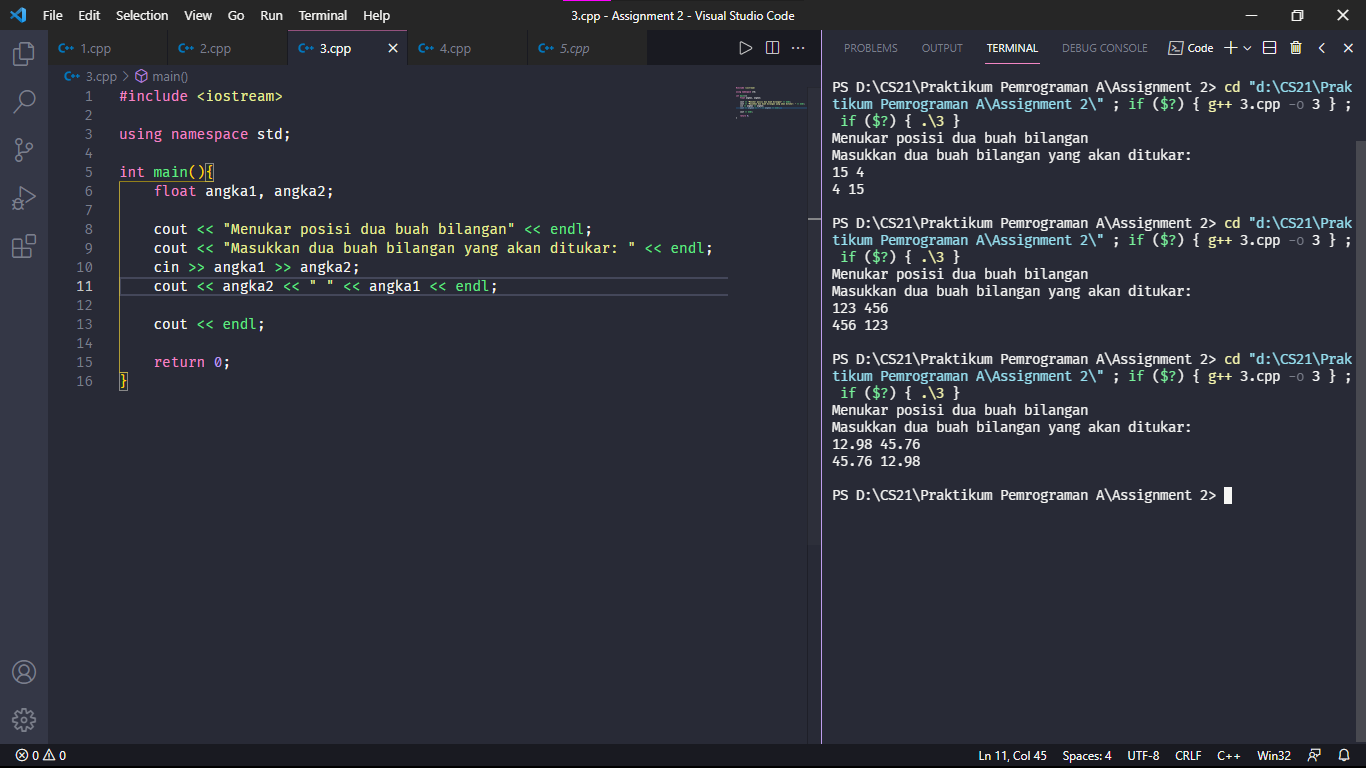 File Edit Selection View Go Run Terminal Help 3.cpp - Assignment 2 - Visual Studio Code
1.cpp 2.cpp 3.cpp 4.cpp 5.cpp
3.cpp > main()
1 #include <iostream>
2
3 using namespace std;
4
5 int main(){
6 float angka1, angka2;
7
8 cout << "Menukar posisi dua buah bilangan" << endl;
9 cout << "Masukkan dua buah bilangan yang akan ditukar: " << endl;
10 cin >> angka1 >> angka2;
11 cout << angka2 << " " << angka1 << endl;
12
13 cout << endl;
14
15 return 0;
16 }
PROBLEMS OUTPUT TERMINAL DEBUG CONSOLE Code
PS D:\CS21\Praktikum Pemrograman A\Assignment 2> cd "d:\CS21\Prak
tikum Pemrograman A\Assignment 2\" ; if ($?) { g++ 3.cpp -o 3 } ;
if ($?) { .\3 }
Menukar posisi dua buah bilangan
Masukkan dua buah bilangan yang akan ditukar:
15 4
4 15
PS D:\CS21\Praktikum Pemrograman A\Assignment 2> cd "d:\CS21\Prak
tikum Pemrograman A\Assignment 2\" ; if ($?) { g++ 3.cpp -o 3 } ;
if ($?) { .\3 }
Menukar posisi dua buah bilangan
Masukkan dua buah bilangan yang akan ditukar:
123 456
456 123
PS D:\CS21\Praktikum Pemrograman A\Assignment 2> cd "d:\CS21\Prak
tikum Pemrograman A\Assignment 2\" ; if ($?) { g++ 3.cpp -o 3 } ;
if ($?) { .\3 }
Menukar posisi dua buah bilangan
Masukkan dua buah bilangan yang akan ditukar:
12.98 45.76
45.76 12.98
PS D:\CS21\Praktikum Pemrograman A\Assignment 2>
0 0 Ln 11, Col 45 Spaces: 4 UTF-8 CRLF C++ Win32